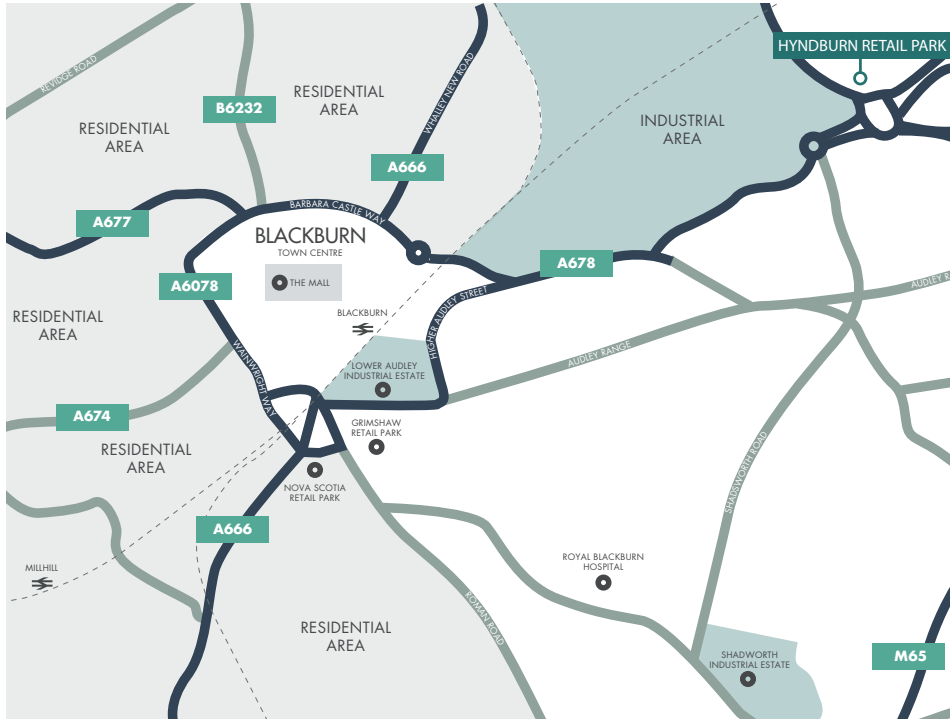 HYNDBURN RETAIL PARK
REVIDGE ROAD
B6232
RESIDENTIAL
AREA
WHALLEY NEW ROAD
RESIDENTIAL
AREA
INDUSTRIAL
AREA
A666
A677
BARBARA CASTLE WAY
BLACKBURN
TOWN CENTRE
THE MALL
A678
A6078
AUDLEY R
HIGHER AUDLEY STREET
BLACKBURN
RESIDENTIAL
AREA
WAINWRIGHT WAY
AUDLEY RANGE
LOWER AUDLEY
INDUSTRIAL ESTATE
A674
GRIMSHAW
RETAIL PARK
RESIDENTIAL
AREA
NOVA SCOTIA
RETAIL PARK
SHADSWORTH ROAD
A666
MILLHILL
ROYAL BLACKBURN
HOSPITAL
ROMAN ROAD
RESIDENTIAL
AREA
SHADWORTH
INDUSTRIAL ESTATE
M65